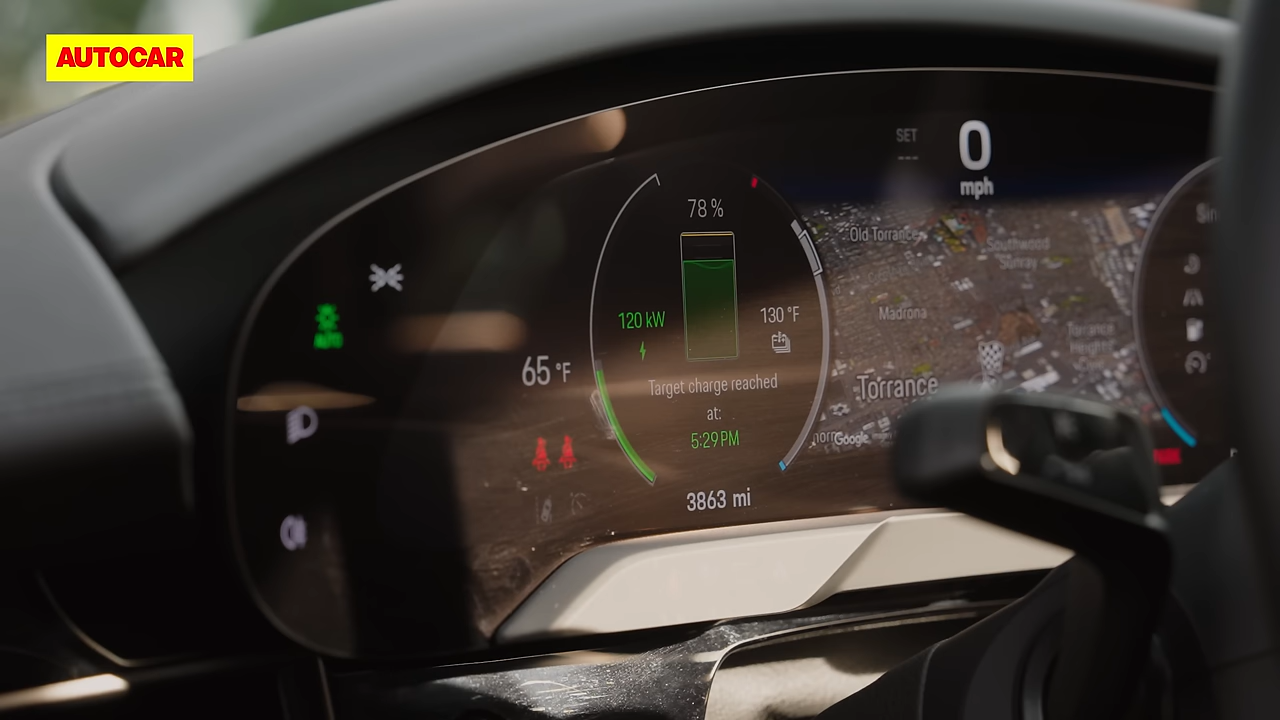 AUTOCAR
SET
---
0
mph
78 %
Old Torrance
Southwood
Sunray
120 kW
130 °F
Madrona
AUTO
65 °F
Target charge reached
Torrance
Heights
at:
Torrance
5:29 PM
Google
3863 mi